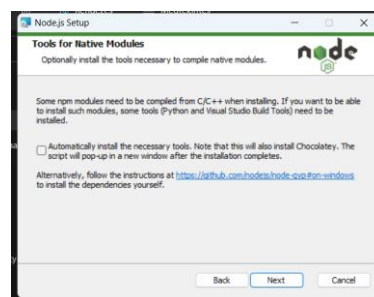 Node.js Setup
Tools for Native Modules
Optionally install the tools necessary to compile native modules.
node
JS
Some npm modules need to be compiled from C/C++ when installing. If you want to be able
to install such modules, some tools (Python and Visual Studio Build Tools) need to be
installed.
Automatically install the necessary tools. Note that this will also install Chocolatey. The
script will pop-up in a new window after the installation completes.
Alternatively, follow the instructions at https://github.com/nodejs/node-gyp#on-windows
to install the dependencies yourself.
Back Next Cancel